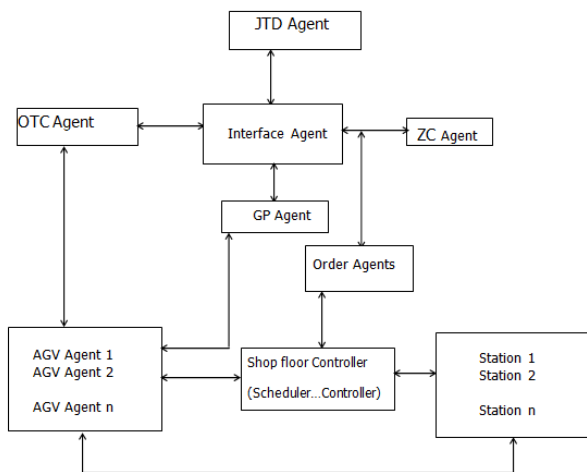 JTD Agent
OTC Agent
Interface Agent
ZC Agent
GP Agent
Order Agents
AGV Agent 1
AGV Agent 2
AGV Agent n
Shop floor Controller
(Scheduler...Controller)
Station 1
Station 2
Station n